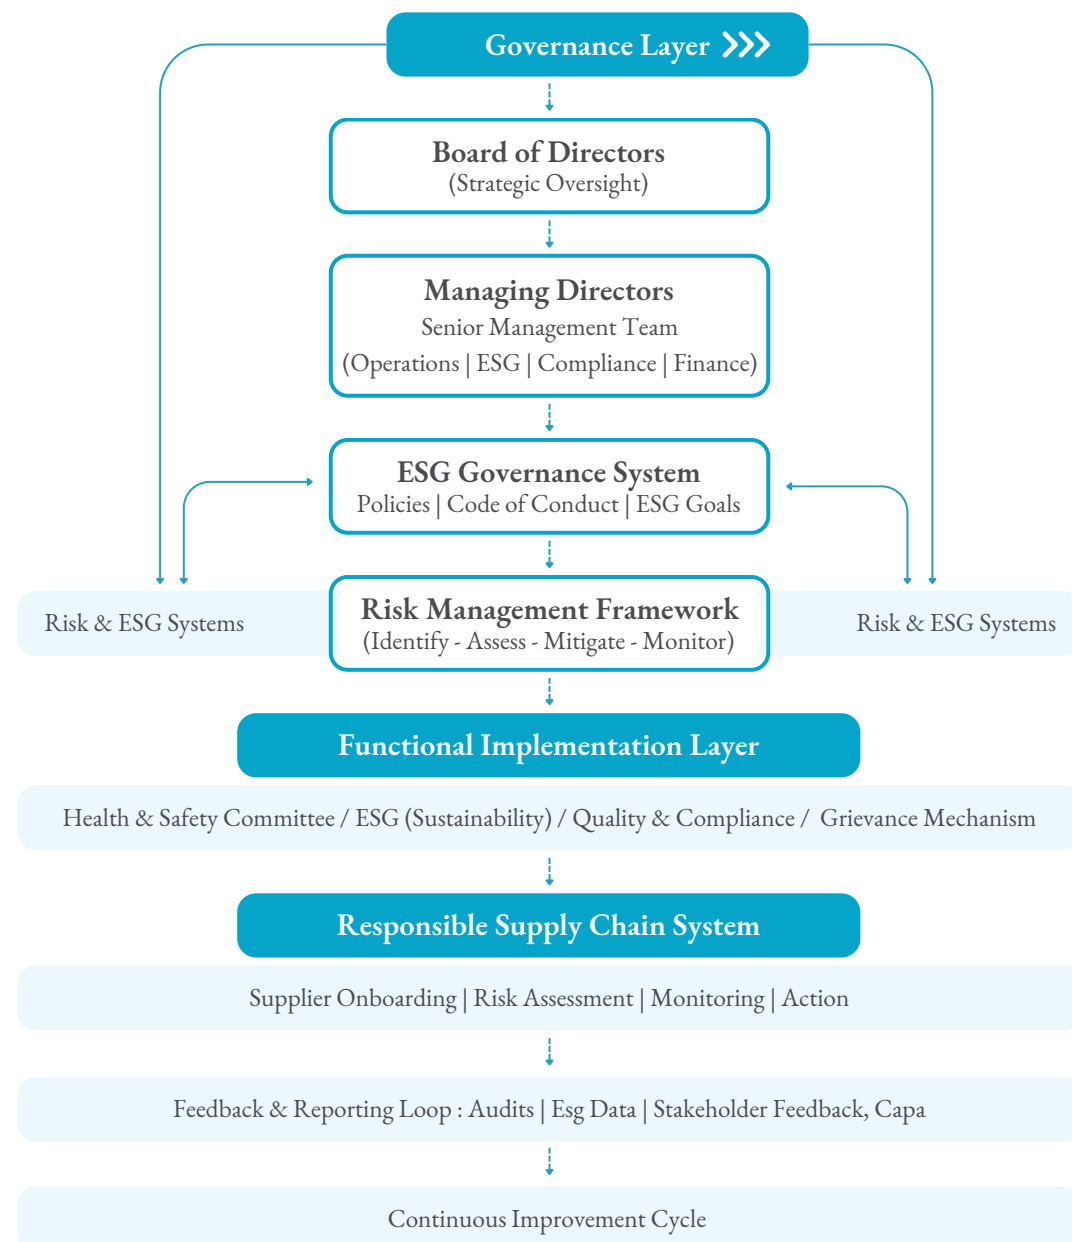 Governance Layer
Board of Directors
(Strategic Oversight)
Managing Directors
Senior Management Team
(Operations | ESG | Compliance | Finance)
ESG Governance System
Policies | Code of Conduct | ESG Goals
Risk & ESG Systems
Risk Management Framework
(Identify - Assess - Mitigate - Monitor)
Risk & ESG Systems
Functional Implementation Layer
Health & Safety Committee / ESG (Sustainability) / Quality & Compliance / Grievance Mechanism
Responsible Supply Chain System
Supplier Onboarding | Risk Assessment | Monitoring | Action
Feedback & Reporting Loop : Audits | Esg Data | Stakeholder Feedback, Capa
Continuous Improvement Cycle